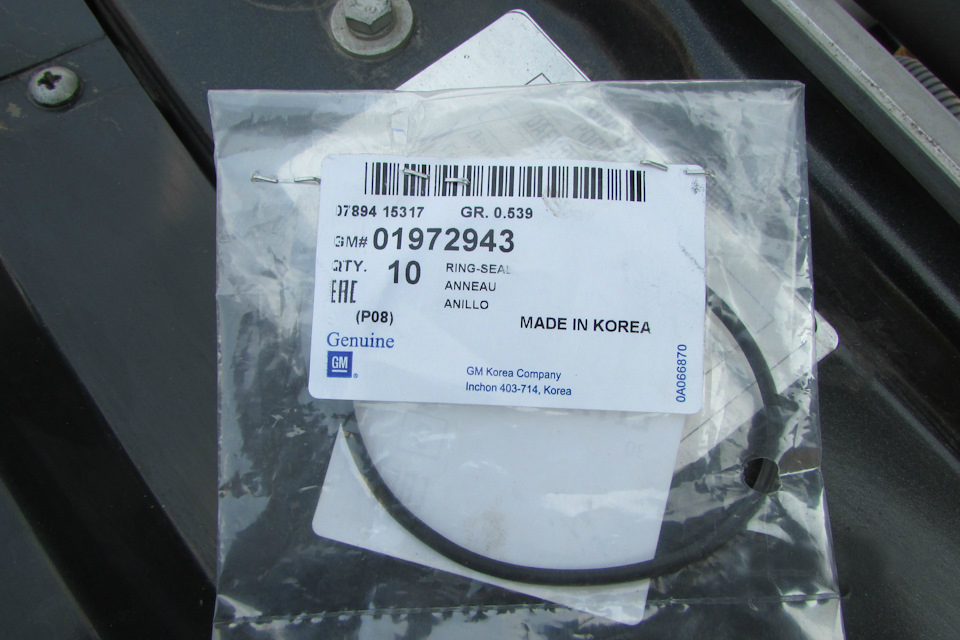 07894 15317 GR. 0.539
GM# 01972943
QTY. 10 RING-SEAL
ANNEAU
EAC
ANILLO
(P08)
MADE IN KOREA
Genuine
GM
GM Korea Company
Inchon 403-714, Korea
0A066870